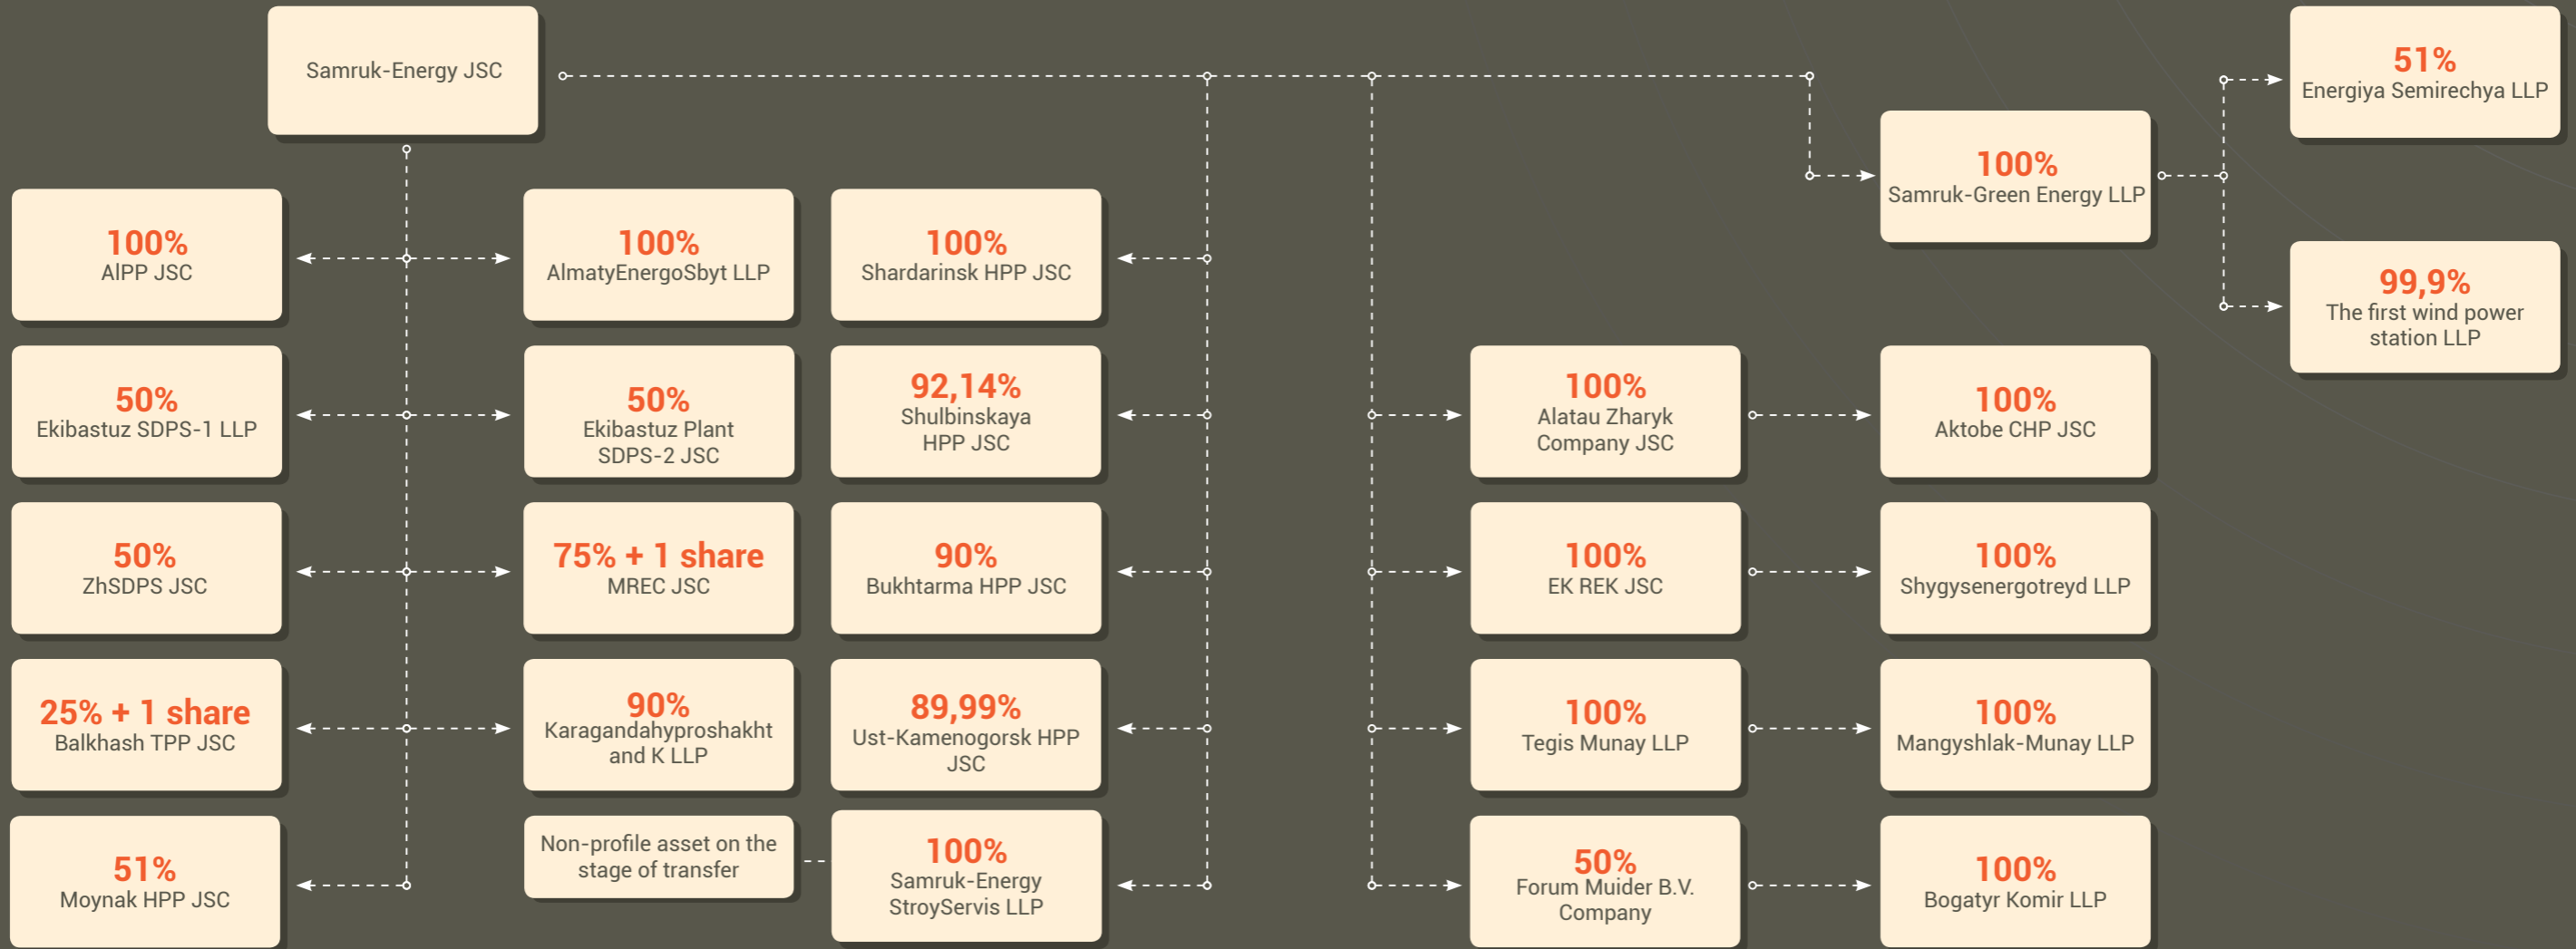 Samruk-Energy JSC
100%
AlPP JSC
50%
Ekibastuz SDPS-1 LLP
50%
ZhSDPS JSC
25% + 1 share
Balkhash TPP JSC
51%
Moynak HPP JSC
100%
AlmatyEnergoSbyt LLP
50%
Ekibastuz Plant
SDPS-2 JSC
75% + 1 share
MREC JSC
90%
Karagandahyproshakht
and K LLP
Non-profile asset on the
stage of transfer
100%
Shardarinsk HPP JSC
92,14%
Shulbinskaya
HPP JSC
90%
Bukhtarma HPP JSC
89,99%
Ust-Kamenogorsk HPP
JSC
100%
Samruk-Energy
StroyServis LLP
100%
Alatau Zharyk
Company JSC
100%
EK REK JSC
100%
Tegis Munay LLP
50%
Forum Muider B.V.
Company
100%
Samruk-Green Energy LLP
100%
Aktobe CHP JSC
100%
Shygysenergotreyd LLP
100%
Mangyshlak-Munay LLP
100%
Bogatyr Komir LLP
51%
Energiya Semirechya LLP
99,9%
The first wind power
station LLP